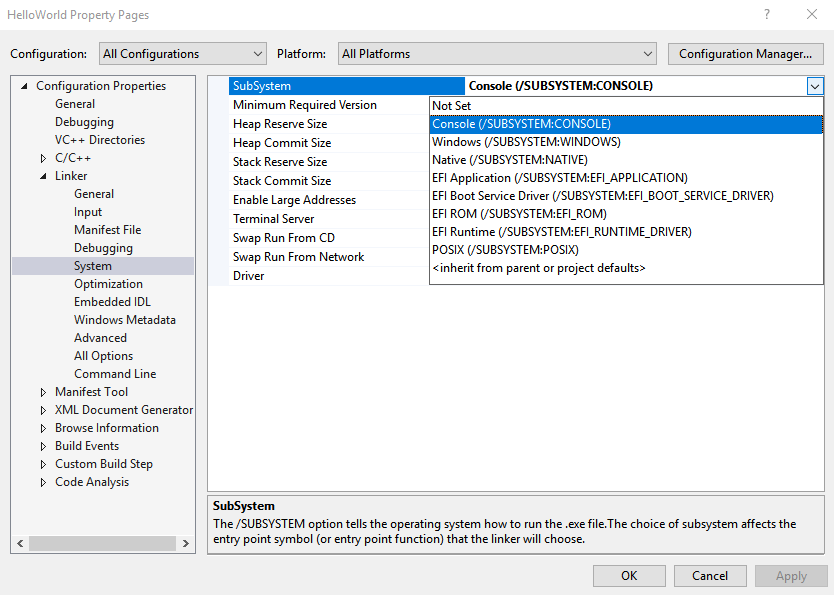 HelloWorld Property Pages
?
Configuration: All Configurations Platform: All Platforms Configuration Manager...
Configuration Properties
General
Debugging
VC++ Directories
C/C++
Linker
General
Input
Manifest File
Debugging
System
Optimization
Embedded IDL
Windows Metadata
Advanced
All Options
Command Line
Manifest Tool
XML Document Generator
Browse Information
Build Events
Custom Build Step
Code Analysis
SubSystem Console (/SUBSYSTEM:CONSOLE)
Minimum Required Version
Heap Reserve Size
Heap Commit Size
Stack Reserve Size
Stack Commit Size
Enable Large Addresses
Terminal Server
Swap Run From CD
Swap Run From Network
Driver
Not Set
Console (/SUBSYSTEM:CONSOLE)
Windows (/SUBSYSTEM:WINDOWS)
Native (/SUBSYSTEM:NATIVE)
EFI Application (/SUBSYSTEM:EFI_APPLICATION)
EFI Boot Service Driver (/SUBSYSTEM:EFI_BOOT_SERVICE_DRIVER)
EFI ROM (/SUBSYSTEM:EFI_ROM)
EFI Runtime (/SUBSYSTEM:EFI_RUNTIME_DRIVER)
POSIX (/SUBSYSTEM:POSIX)
<inherit from parent or project defaults>
SubSystem
The /SUBSYSTEM option tells the operating system how to run the .exe file.The choice of subsystem affects the
entry point symbol (or entry point function) that the linker will choose.
OK Cancel Apply